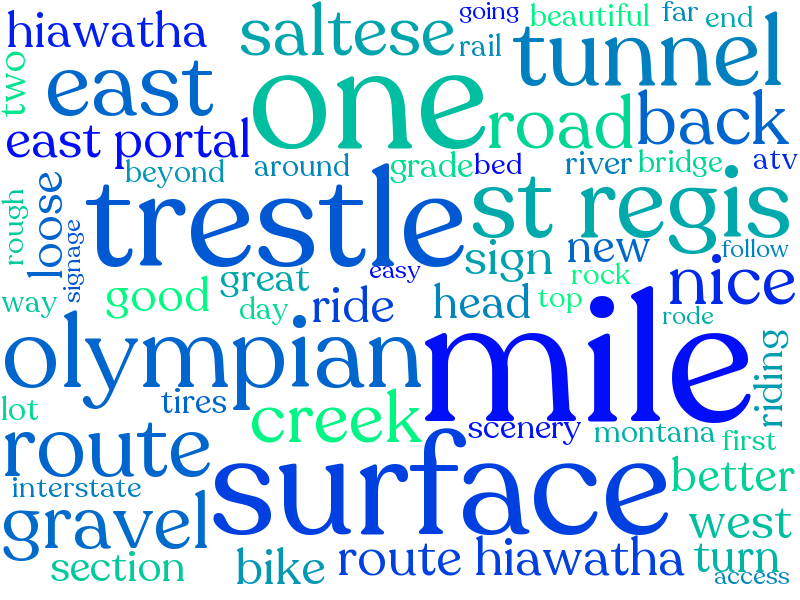 hiawatha
saltese
going
beautiful
far
end
rail
two
east
one
tunnel
road
back
east portal
beyond
around
grade
bed
river
bridge
atv
rough
loose
signage
trestle
st regis
sign
new
follow
easy
rock
nice
way
good
great
day
ride
head
top
rode
olympian
mile
riding
lot
tires
creek
scenery
montana
first
route
surface
better
interstate
gravel
west
section
bike
route hiawatha
turn
access